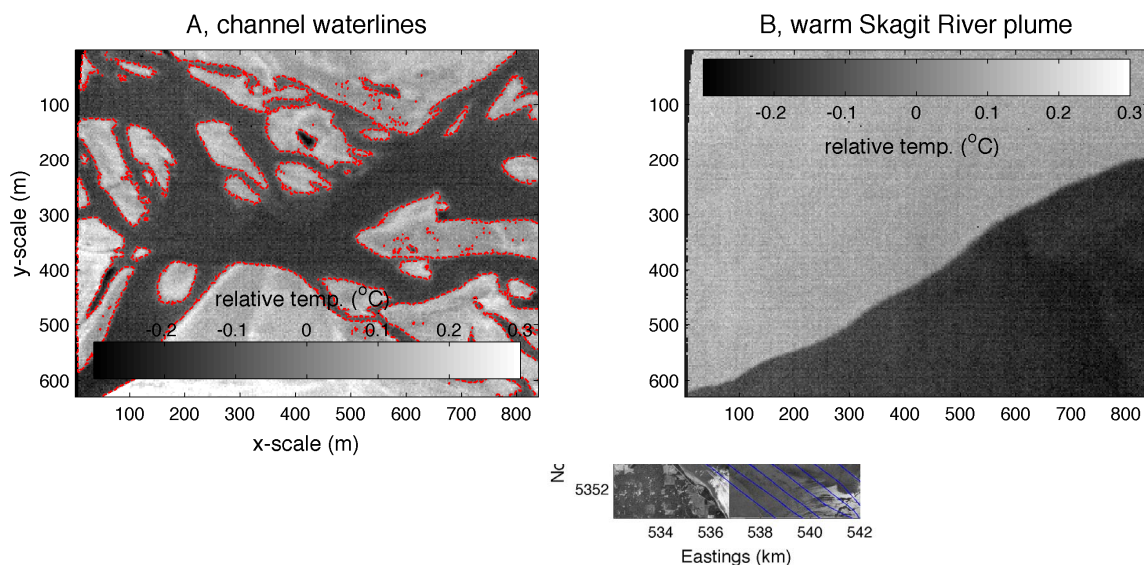 A, channel waterlines
B, warm Skagit River plume
100
200
300
400
500
600
y-scale (m)
relative temp. (°C)
-0.2 -0.1 0 0.1 0.2 0.3
100 200 300 400 500 600 700 800
x-scale (m)
100
200
300
400
500
600
-0.2 -0.1 0 0.1 0.2 0.3
relative temp. (°C)
100 200 300 400 500 600 700 800
5352
534 536 538 540 542
Eastings (km)